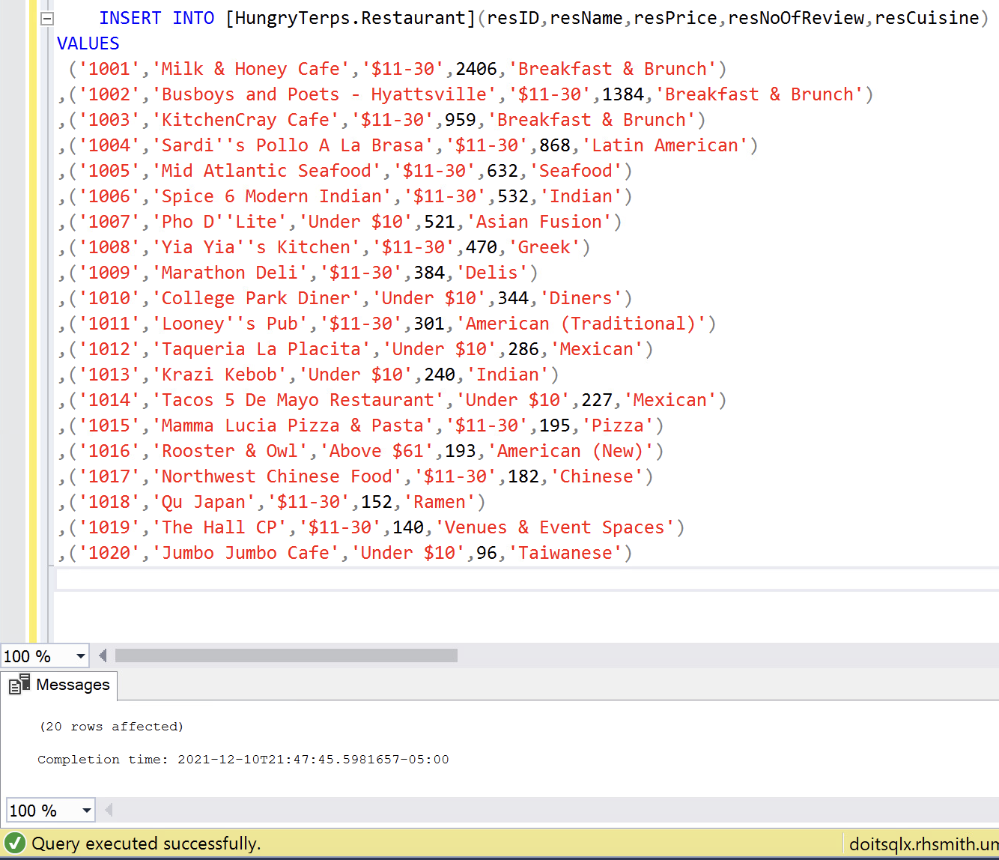 INSERT INTO [HungryTerps.Restaurant](resID,resName,resPrice,resNoOfReview,resCuisine)
VALUES
('1001','Milk & Honey Cafe','$11-30',2406,'Breakfast & Brunch')
,('1002','Busboys and Poets - Hyattsville','$11-30',1384,'Breakfast & Brunch')
,('1003','KitchenCray Cafe','$11-30',959,'Breakfast & Brunch')
,('1004','Sardi''s Pollo A La Brasa','$11-30',868,'Latin American')
,('1005','Mid Atlantic Seafood','$11-30',632,'Seafood')
,('1006','Spice 6 Modern Indian','$11-30',532,'Indian')
,('1007','Pho D''Lite','Under $10',521,'Asian Fusion')
,('1008','Yia Yia''s Kitchen','$11-30',470,'Greek')
,('1009','Marathon Deli','$11-30',384,'Delis')
,('1010','College Park Diner','Under $10',344,'Diners')
,('1011','Looney''s Pub','$11-30',301,'American (Traditional)')
,('1012','Taqueria La Placita','Under $10',286,'Mexican')
,('1013','Krazi Kebob','Under $10',240,'Indian')
,('1014','Tacos 5 De Mayo Restaurant','Under $10',227,'Mexican')
,('1015','Mamma Lucia Pizza & Pasta','$11-30',195,'Pizza')
,('1016','Rooster & Owl','Above $61',193,'American (New)')
,('1017','Northwest Chinese Food','$11-30',182,'Chinese')
,('1018','Qu Japan','$11-30',152,'Ramen')
,('1019','The Hall CP','$11-30',140,'Venues & Event Spaces')
,('1020','Jumbo Jumbo Cafe','Under $10',96,'Taiwanese')
100 %
Messages
(20 rows affected)
Completion time: 2021-12-10T21:47:45.5981657-05:00
100 %
Query executed successfully.
doitsqlx.rhsmith.um